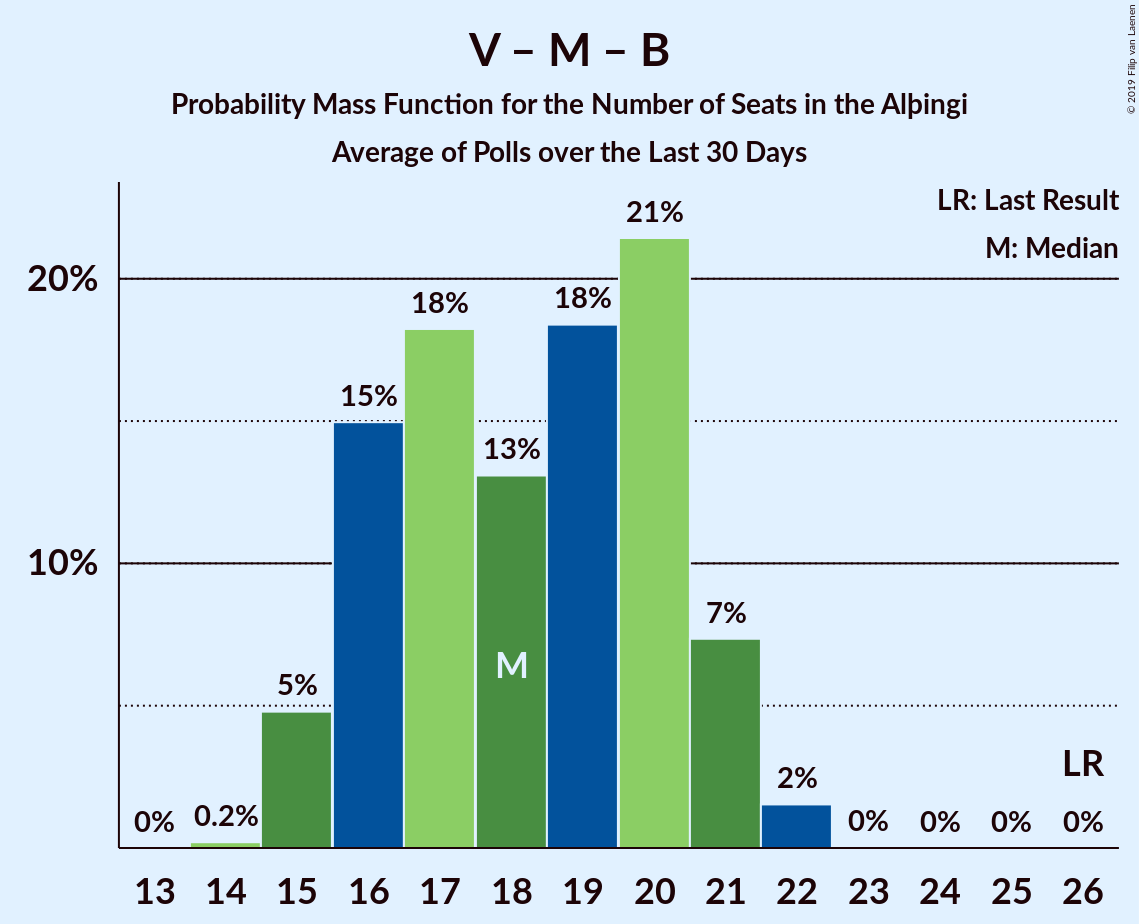 V – M – B
Probability Mass Function for the Number of Seats in the Alþingi
Average of Polls over the Last 30 Days
© 2019 Filip van Laenen
LR: Last Result
M: Median
20%
10%
0%
0.2%
5%
15%
18%
13%
18%
21%
7%
2%
0%
0%
0%
0%
M
LR
13 14 15 16 17 18 19 20 21 22 23 24 25 26